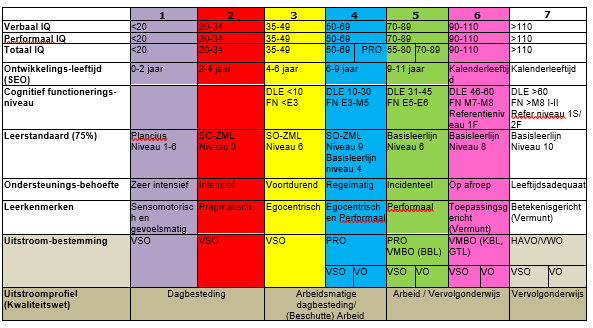 1 2 3 4 5 6 7
Verbaal IQ <20 20-34 35-49 50-69 70-89 90-110 >110
Performaal IQ <20 20-34 35-49 50-69 70-89 90-110 >110
Totaal IQ <20 20-34 35-49 50-69 PRO 55-80 70-89 90-110 >110
Ontwikkelings-leeftijd 0-2 jaar 2-4 jaar 4-6 jaar 6-9 jaar 9-11 jaar Kalenderleeftij Kalenderleeftijd
(SEO) d
Cognitief functionerings- DLE <10 DLE 10-30 DLE 31-45 DLE 46-60 DLE >60
niveau FN <E3 FN E3-M5 FN E5-E6 FN M7-M8 FN >M8 I-II
Referentieniv Refer.niveau 1S/
eau 1F 2F
Leerstandaard (75%) Plancius SO-ZML SO-ZML SO-ZML Basisleerlijn Basisleerlijn Basisleerlijn
Niveau 1-6 Niveau 3 Niveau 6 Niveau 9 Niveau 6 Niveau 8 Niveau 10
Basisleerlijn
niveau 4
Ondersteunings-behoefte Zeer intensief Intensief Voortdurend Regelmatig Incidenteel Op afroep Leeftijdsadequaat
Leerkenmerken Sensomotorisc Pragmatisch Egocentrisch Egocentrisch Performaal Toepassingsg Betekenisgericht
h en en Performaal ericht (Vermunt)
gevoelsmatig (Vermunt)
Uitstroom-bestemming VSO VSO VSO PRO PRO VMBO (KBL, HAVO/VWO
VMBO (BBL) GTL)
VSO VO VSO VO VSO VO VSO VO
Uitstroomprofiel Dagbesteding Arbeidsmatige Arbeid / Vervolgonderwijs Vervolgonderwijs
(Kwaliteitswet) dagbesteding/
(Beschutte) Arbeid